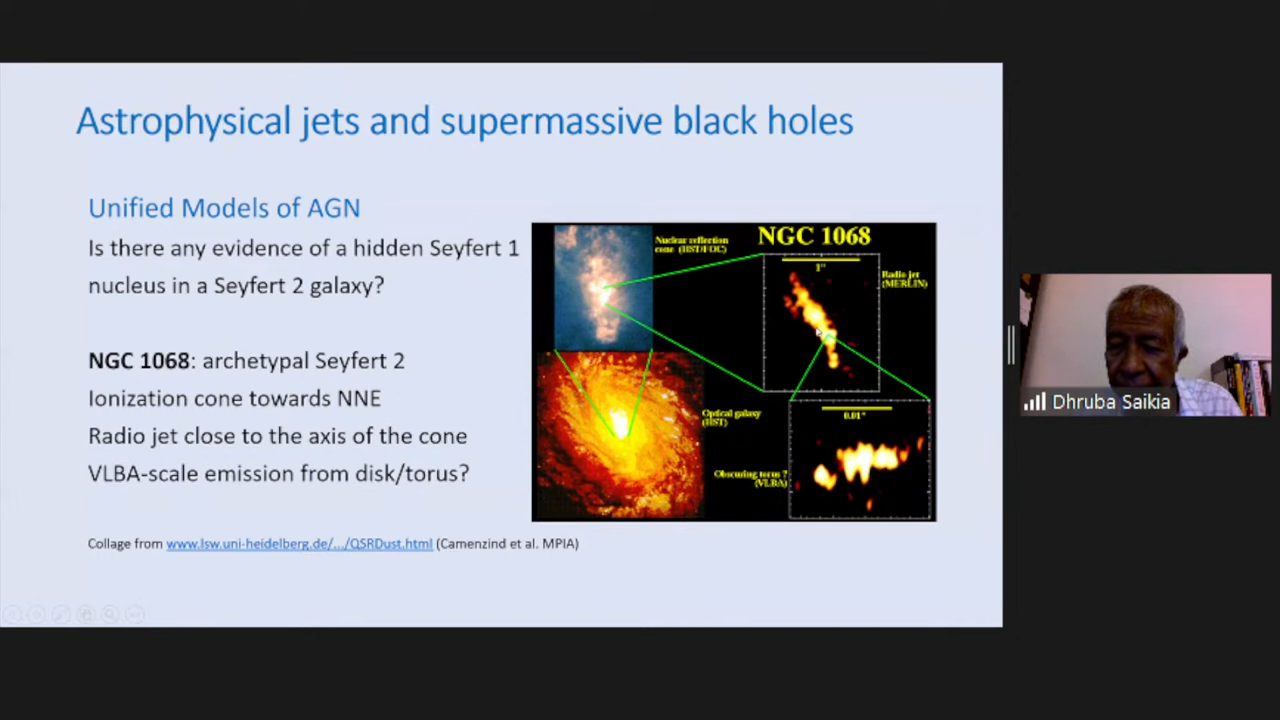 Astrophysical jets and supermassive black holes
Unified Models of AGN
Is there any evidence of a hidden Seyfert 1
nucleus in a Seyfert 2 galaxy?
NGC 1068: archetypal Seyfert 2
Ionization cone towards NNE
Radio jet close to the axis of the cone
VLBA-scale emission from disk/torus?
Collage from www.lsw.uni-heidelberg.de/.../QSRDust.html (Camenzind et al. MPIA)
NGC 1068
Nuclear reflection
cone (HST/FOC)
1"
Radio jet
(MERLIN)
Optical galaxy
(HST)
0.01"
Obscuring torus ?
(VLBA)
Dhruba Saikia